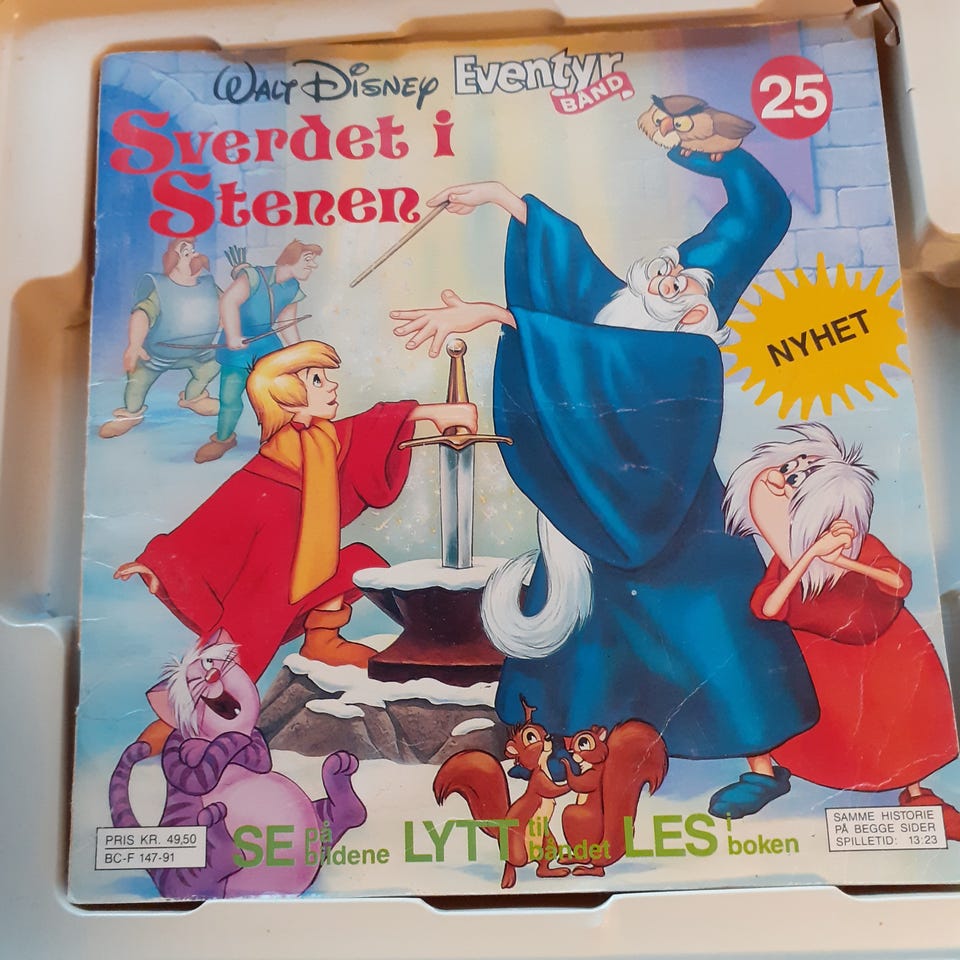 WALT DISNEY Eventyr
BAND
25
Sverdet i
Stenen
NYHET
PRIS KR. 49,50
BC-F 147-91
SE på
bildene
LYTT til
båndet
LES i
boken
SAMME HISTORIE
PÅ BEGGE SIDER
SPILLETID: 13:23